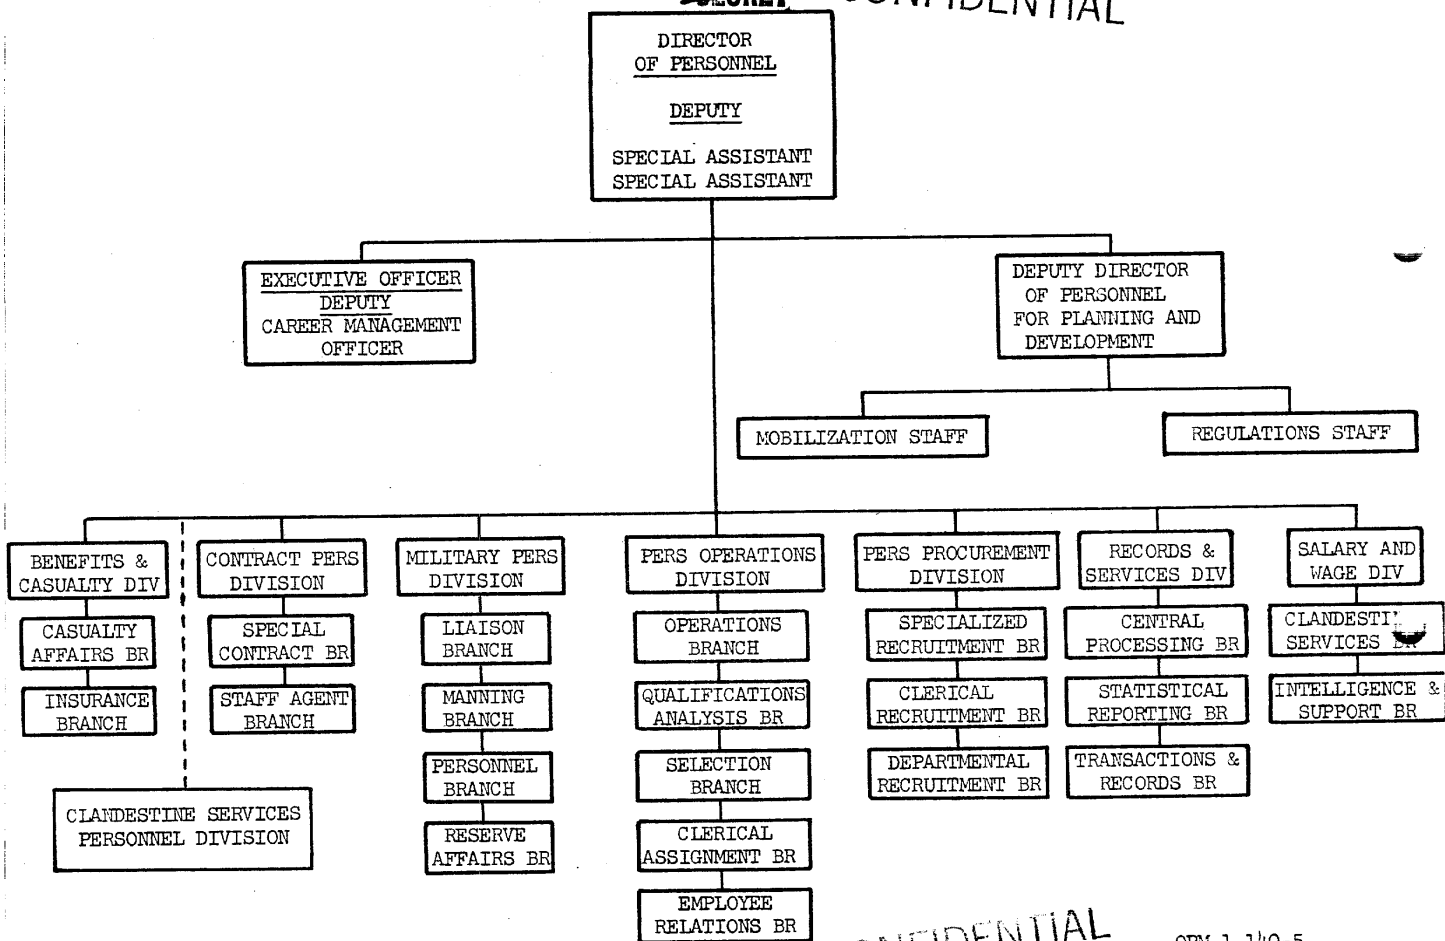 SECRET
CONFIDENTIAL
DIRECTOR
OF PERSONNEL
DEPUTY
SPECIAL ASSISTANT
SPECIAL ASSISTANT
EXECUTIVE OFFICER
DEPUTY
CAREER MANAGEMENT
OFFICER
DEPUTY DIRECTOR
OF PERSONNEL
FOR PLANNING AND
DEVELOPMENT
MOBILIZATION STAFF
REGULATIONS STAFF
BENEFITS &
CASUALTY DIV
CASUALTY
AFFAIRS BR
INSURANCE
BRANCH
CLANDESTINE SERVICES
PERSONNEL DIVISION
CONTRACT PERS
DIVISION
SPECIAL
CONTRACT BR
STAFF AGENT
BRANCH
MILITARY PERS
DIVISION
LIAISON
BRANCH
MANNING
BRANCH
PERSONNEL
BRANCH
RESERVE
AFFAIRS BR
PERS OPERATIONS
DIVISION
OPERATIONS
BRANCH
QUALIFICATIONS
ANALYSIS BR
SELECTION
BRANCH
CLERICAL
ASSIGNMENT BR
EMPLOYEE
RELATIONS BR
PERS PROCUREMENT
DIVISION
SPECIALIZED
RECRUITMENT BR
CLERICAL
RECRUITMENT BR
DEPARTMENTAL
RECRUITMENT BR
RECORDS &
SERVICES DIV
CENTRAL
PROCESSING BR
STATISTICAL
REPORTING BR
TRANSACTIONS &
RECORDS BR
SALARY AND
WAGE DIV
SERVICES
INTELLIGENCE &
SUPPORT BR
CONFIDENTIAL